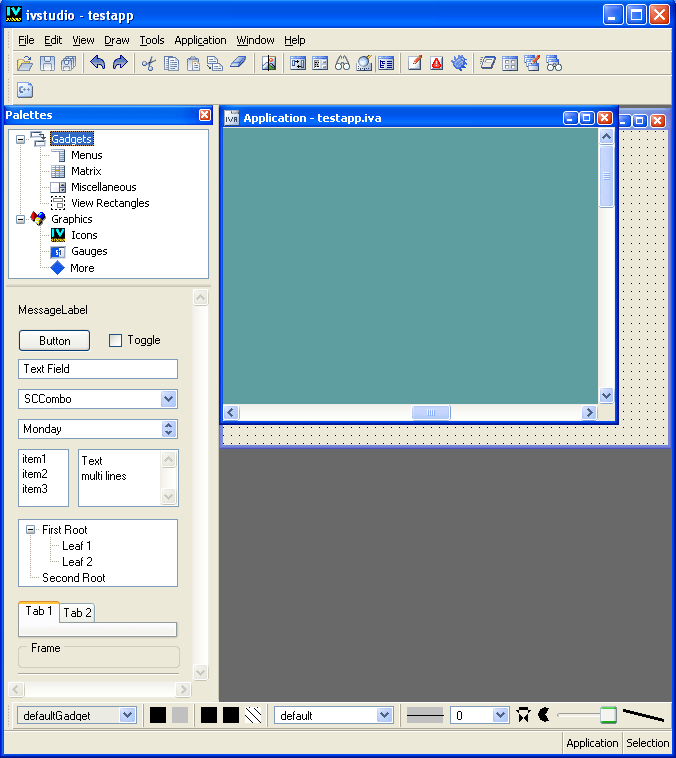 ivstudio - testapp
File Edit View Draw Tools Application Window Help
Palettes
Gadgets
Menus
Matrix
Miscellaneous
View Rectangles
Graphics
Icons
Gauges
More
IVA Application - testapp.iva
MessageLabel
Button Toggle
Text Field
SCCombo
Monday
item1
item2
item3
Text
multi lines
First Root
Leaf 1
Leaf 2
Second Root
Tab 1 Tab 2
Frame
defaultGadget default 0
Application Selection